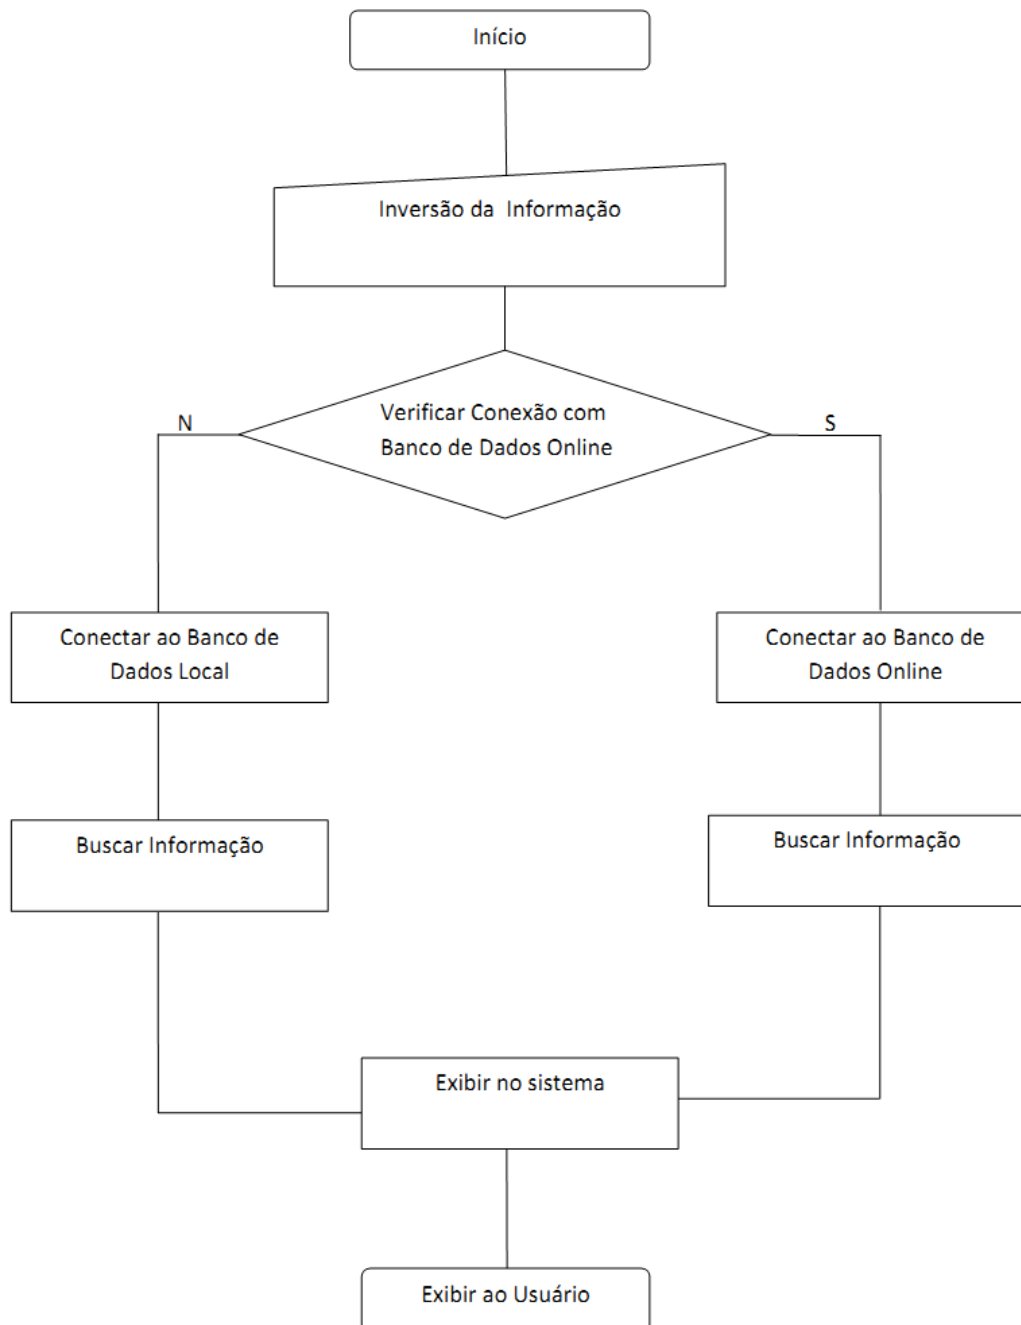 Início
Inversão da  Informação
Verificar Conexão com
Banco de Dados Online
N
S
Conectar ao Banco de
Dados Local
Conectar ao Banco de
Dados Online
Buscar Informação
Buscar Informação
Exibir no sistema
Exibir ao Usuário